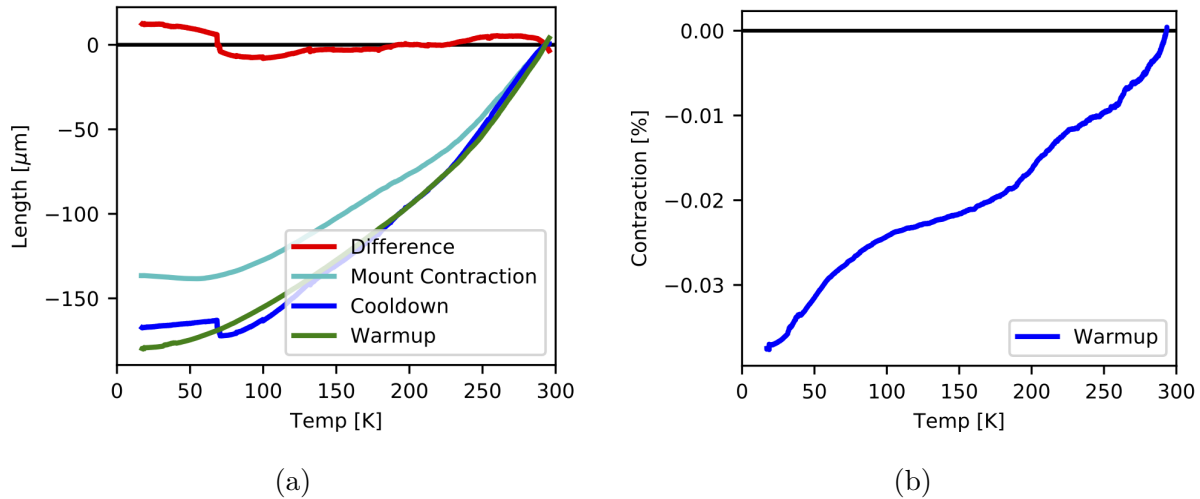 0
−50
−100
−150
Length [μm]
Difference
Mount Contraction
Cooldown
Warmup
0 50 100 150 200 250 300
Temp [K]
(a)
0.00
−0.01
−0.02
−0.03
Contraction [%]
Warmup
0 50 100 150 200 250 300
Temp [K]
(b)